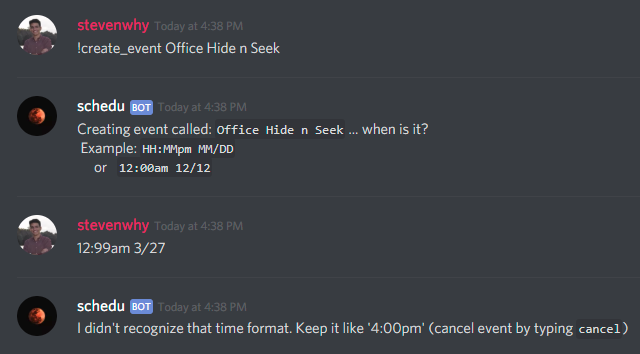 stevenwhy Today at 4:38 PM
!create_event Office Hide n Seek
schedu BOT Today at 4:38 PM
Creating event called: Office Hide n Seek ... when is it?
Example: HH:MMpm MM/DD
or 12:00am 12/12
stevenwhy Today at 4:38 PM
12:99am 3/27
schedu BOT Today at 4:38 PM
I didn't recognize that time format. Keep it like '4:00pm' (cancel event by typing cancel)